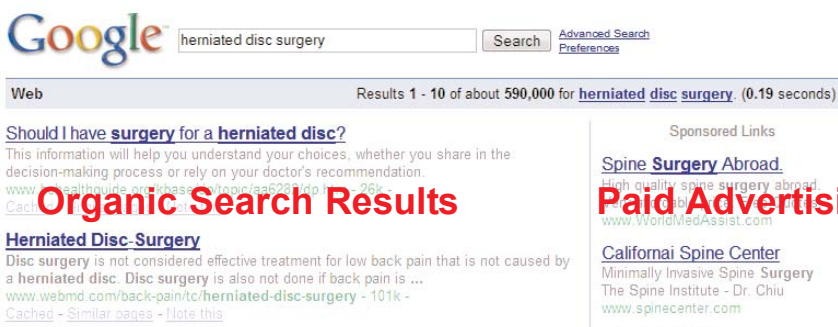 Google
herniated disc surgery
Search
Advanced Search
Preferences
Web
Results 1 - 10 of about 590,000 for herniated disc surgery. (0.19 seconds)
Should I have surgery for a herniated disc?
This information will help you understand your choices, whether you share in the
decision-making process or rely on your doctor's recommendation.
- 26k -
Cached
Organic Search Results
Herniated Disc-Surgery
Disc surgery is not considered effective treatment for low back pain that is not caused by
a herniated disc. Disc surgery is also not done if back pain is ...
www.webmd.com/back-pain/tc/herniated-disc-surgery - 101k -
Cached - Similar pages - Note this
Sponsored Links
Spine Surgery Abroad.
High quality spine surgery abroad.
www.WorldMedAssist.com
Paid Advertisi
Californai Spine Center
Minimally Invasive Spine Surgery
The Spine Institute - Dr. Chiu
www.spinecenter.com